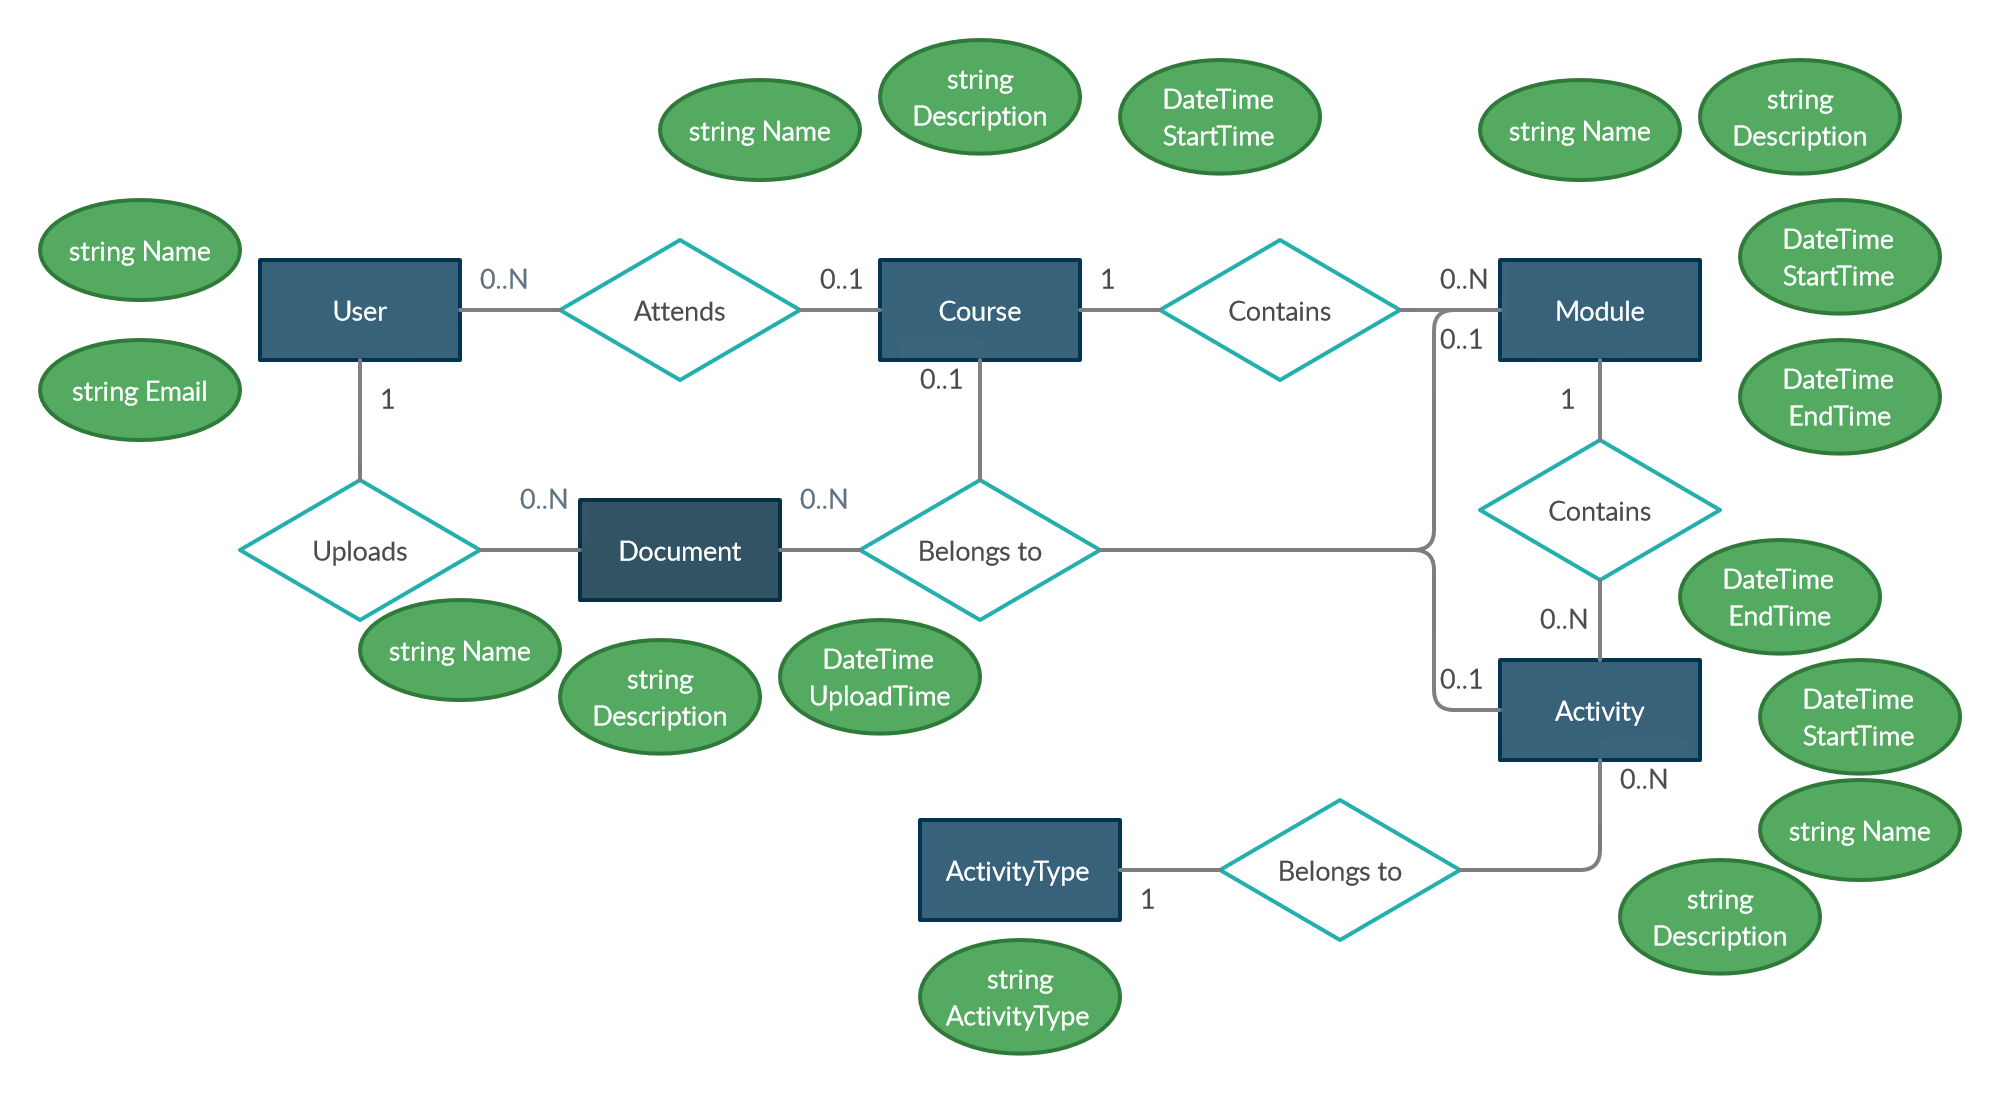 string
Description
DateTime
StartTime
string Name
string Name
string
Description
DateTime
StartTime
string Name
User
0..N
Attends
0..1
Course
1
Contains
0..N
Module
0..1
string Email
1
0..1
1
DateTime
EndTime
Contains
Uploads
0..N
Document
0..N
Belongs to
DateTime
EndTime
0..N
string Name
string
Description
DateTime
UploadTime
0..1
Activity
DateTime
StartTime
0..N
string Name
ActivityType
1
Belongs to
string
Description
string
ActivityType